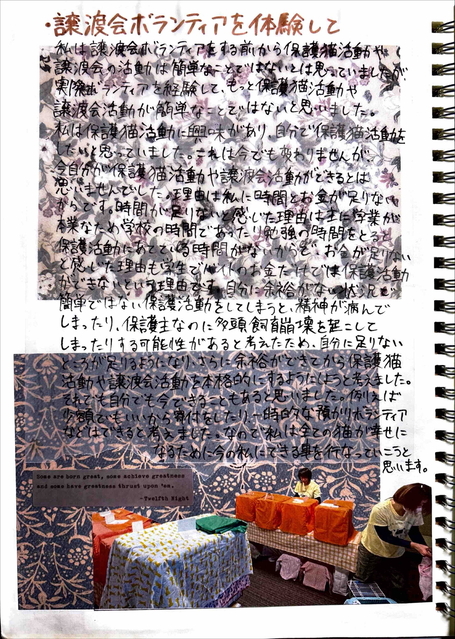 ・譲渡会ボランティアを体験して
私は譲渡会ボランティアをする前から保護猫活動や
譲渡会の活動は簡単なことではないとは思っていましたが
実際ボランティアを経験して、もっと保護猫活動や
譲渡会活動が簡単なことではないと思いました。
私は保護猫活動に興味があり、自分で保護猫活動
したいと思っていました。これは今でも変わりませんが、
今自分が保護猫活動や譲渡会活動ができるとは
思いませんでした。理由は私に時間とお金が足りない
からです。時間が足りないと感じた理由は主に学業が
本業なため学校の時間であったり勉強の時間をとると
保護活動にあてている時間がないからで、お金が足りない
と感じた理由も学生でバイトのお金だけでは保護活動
ができないという理由です。自分に余裕がない状況で
簡単ではない保護活動をしてしまうと、精神が病んで
しまったり、保護主なのに多頭飼育崩壊を起こして
しまったりする可能性があると考えたため、自分に足りない
ところが足りるようになり、さらに余裕ができてから保護猫
活動や譲渡会活動を本格的にするようにしようと考えました。
それでも自分でも今できることもあると思いました。例えば
少額でもいいから寄付をしたり、一時的な預かりボランティア
などはできると考えました。なので私は全ての猫が幸せに
なるために今の私にできる事を行なっていこうと
思います。
Some are born great, some achieve greatness
and some have greatness thrust upon 'em.
-Twelfth Night